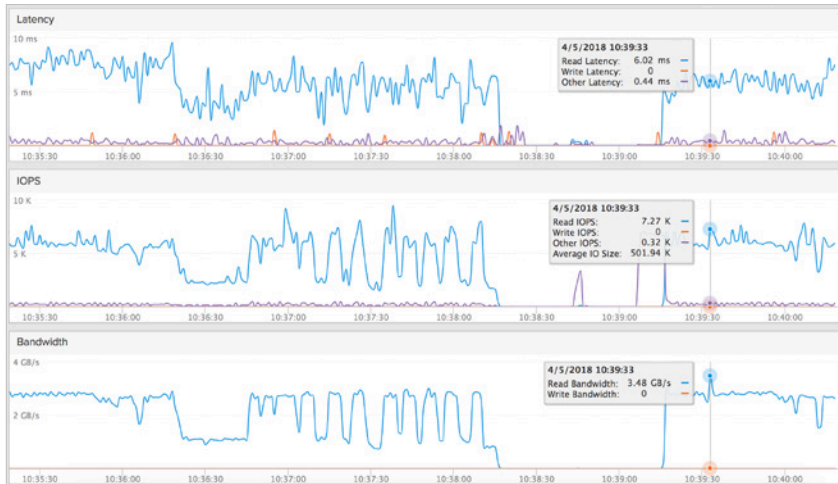 Latency
10 ms
5 ms
4/5/2018 10:39:33
Read Latency: 6.02 ms
Write Latency: 0
Other Latency: 0.44 ms
10:35:30 10:36:00 10:36:30 10:37:00 10:37:30 10:38:00 10:38:30 10:39:00 10:39:30 10:40:00
IOPS
10 K
5 K
4/5/2018 10:39:33
Read IOPS: 7.27 K
Write IOPS: 0
Other IOPS: 0.32 K
Average IO Size: 501.94 K
10:35:30 10:36:00 10:36:30 10:37:00 10:37:30 10:38:00 10:38:30 10:39:00 10:39:30 10:40:00
Bandwidth
4 GB/s
2 GB/s
4/5/2018 10:39:33
Read Bandwidth: 3.48 GB/s
Write Bandwidth: 0
10:35:30 10:36:00 10:36:30 10:37:00 10:37:30 10:38:00 10:38:30 10:39:00 10:39:30 10:40:00